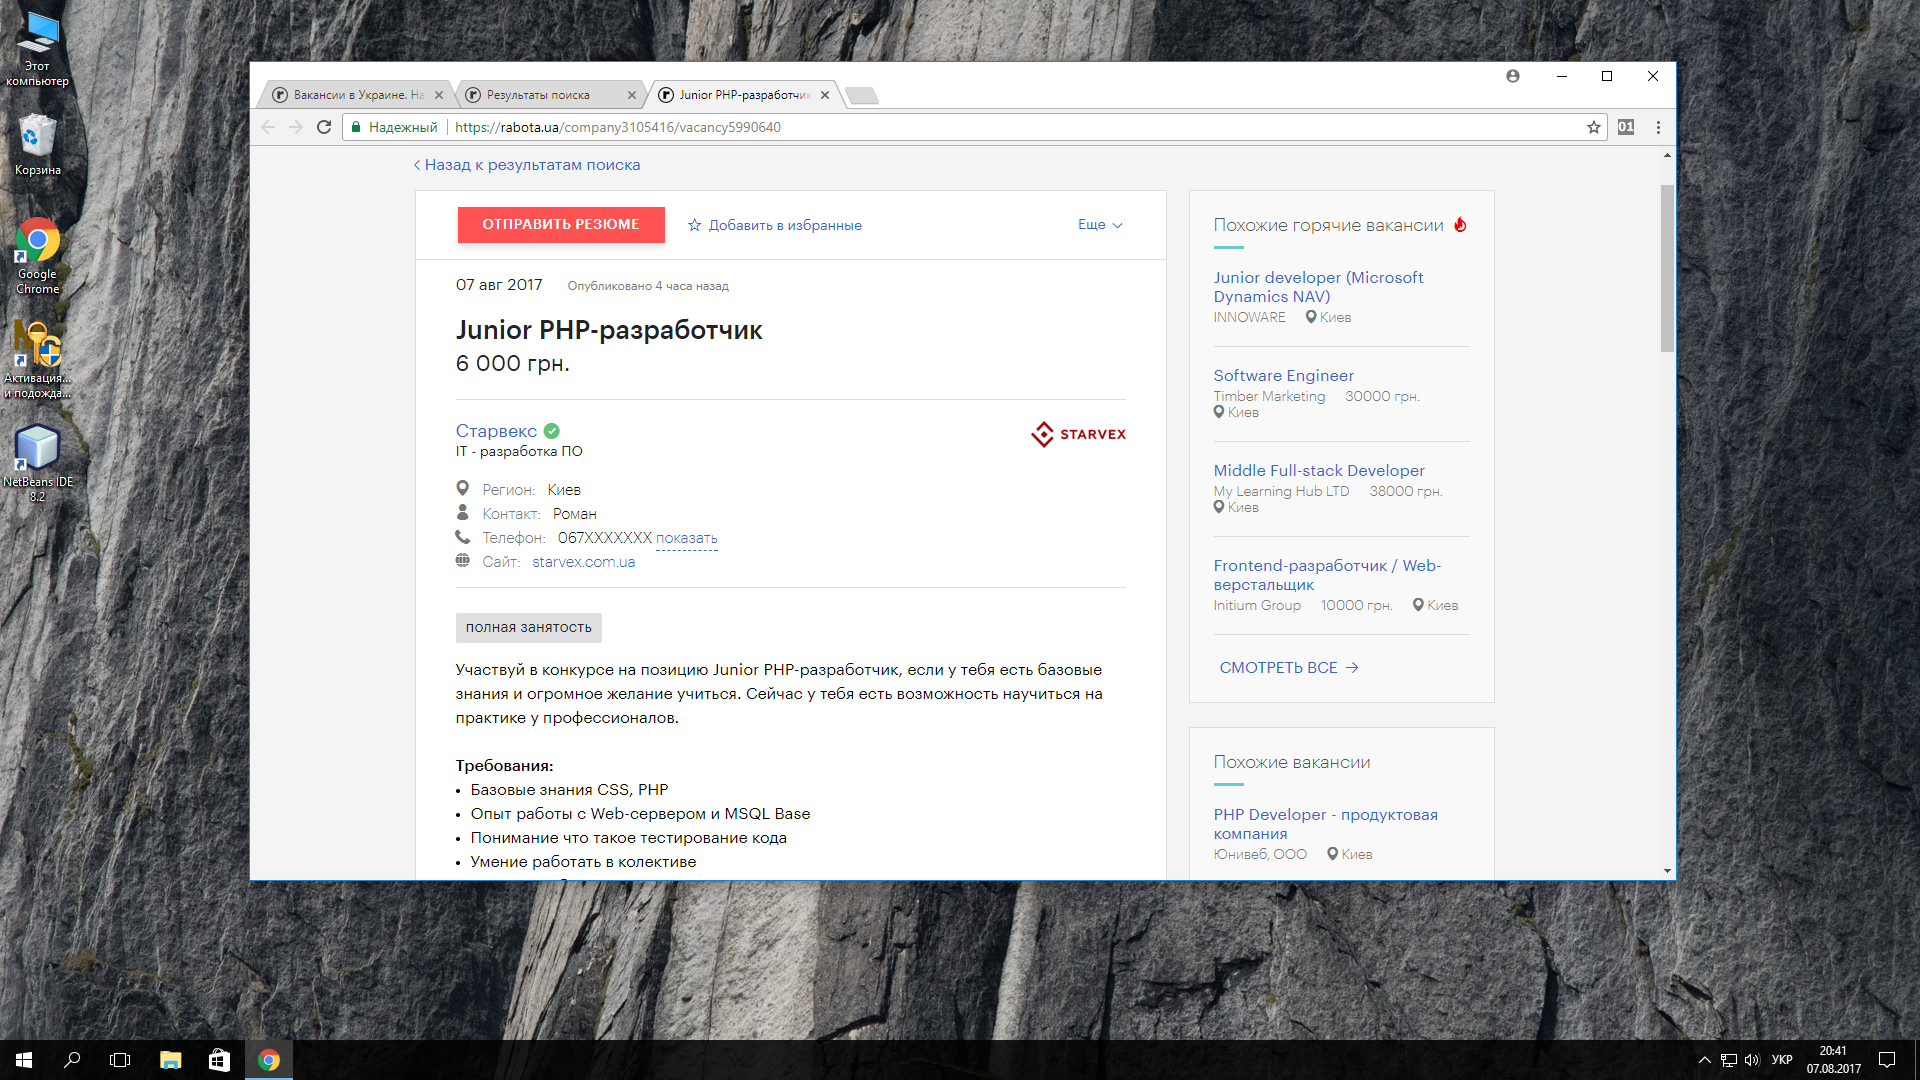 Этот
компьютер
Корзина
Google
Chrome
Активация...
и подожда...
NetBeans IDE
8.2
Вакансии в Украине. На
Результаты поиска
Junior PHP-разработчик
Надежный
https://rabota.ua/company3105416/vacancy5990640
01
Назад к результатам поиска
ОТПРАВИТЬ РЕЗЮМЕ
Добавить в избранные
Еще
07 авг 2017
Опубликовано 4 часа назад
Junior PHP-разработчик
6 000 грн.
Старвекс
STARVEX
IT - разработка ПО
Регион: Киев
Контакт: Роман
Телефон: 067XXXXXXX показать
Сайт: starvex.com.ua
полная занятость
Участвуй в конкурсе на позицию Junior PHP-разработчик, если у тебя есть базовые
знания и огромное желание учиться. Сейчас у тебя есть возможность научиться на
практике у профессионалов.
Требования:
• Базовые знания CSS, PHP
• Опыт работы с Web-сервером и MSQL Base
• Понимание что такое тестирование кода
• Умение работать в колективе
Похожие горячие вакансии
Junior developer (Microsoft
Dynamics NAV)
INNOWARE Киев
Software Engineer
Timber Marketing 30000 грн.
Киев
Middle Full-stack Developer
My Learning Hub LTD 38000 грн.
Киев
Frontend-разработчик / Web-
верстальщик
Initium Group 10000 грн. Киев
СМОТРЕТЬ ВСЕ
Похожие вакансии
PHP Developer - продуктовая
компания
Юнивеб, ООО Киев
УКР
20:41
07.08.2017